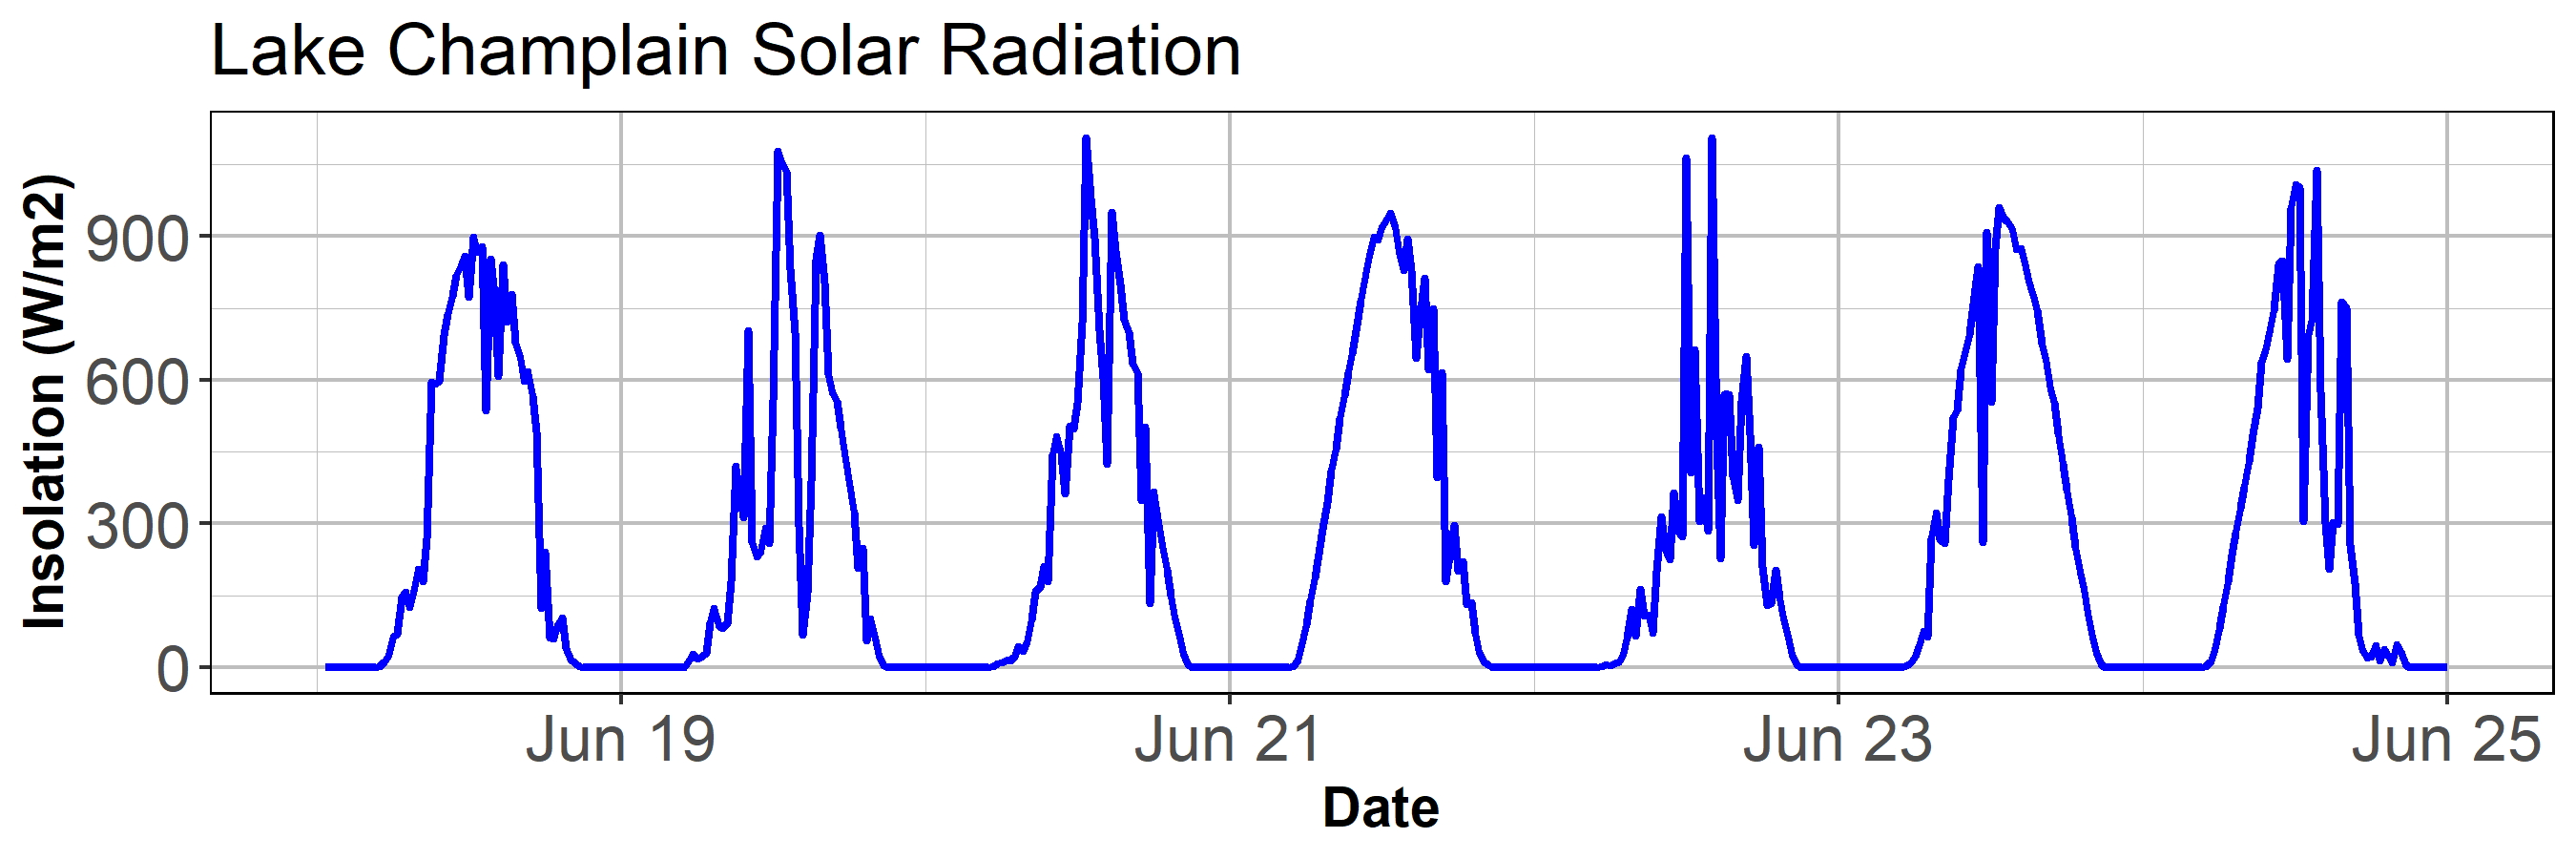 Lake Champlain Solar Radiation
Insolation (W/m2)
900
600
300
0
Jun 19 Jun 21 Jun 23 Jun 25
Date